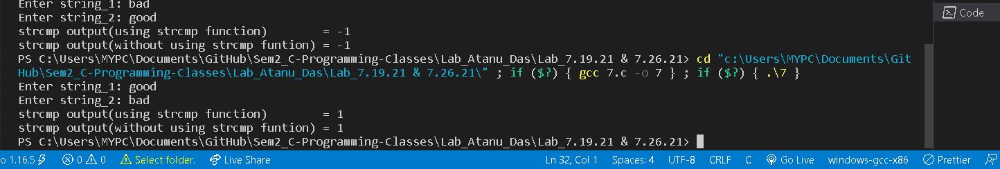 Enter string_1: bad
Enter string_2: good
strcmp output(using strcmp function)         = -1
strcmp output(without using strcmp funtion) = -1
PS C:\Users\MYPC\Documents\GitHub\Sem2_C-Programming-Classes\Lab_Atanu_Das\Lab_7.19.21 & 7.26.21> cd "c:\Users\MYPC\Documents\Git
Hub\Sem2_C-Programming-Classes\Lab_Atanu_Das\Lab_7.19.21 & 7.26.21\" ; if ($?) { gcc 7.c -o 7 } ; if ($?) { .\7 }
Enter string_1: good
Enter string_2: bad
strcmp output(using strcmp function)         = 1
strcmp output(without using strcmp funtion) = 1
PS C:\Users\MYPC\Documents\GitHub\Sem2_C-Programming-Classes\Lab_Atanu_Das\Lab_7.19.21 & 7.26.21>
Code
o 1.16.5 0 0 Select folder. Live Share Ln 32, Col 1 Spaces: 4 UTF-8 CRLF C Go Live windows-gcc-x86 Prettier